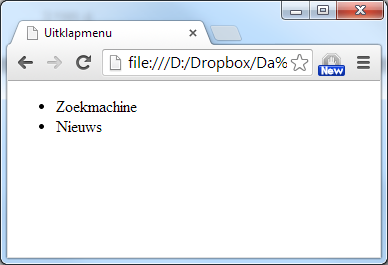 Uitklapmenu
file:///D:/Dropbox/Da%
New
Zoekmachine
Nieuws